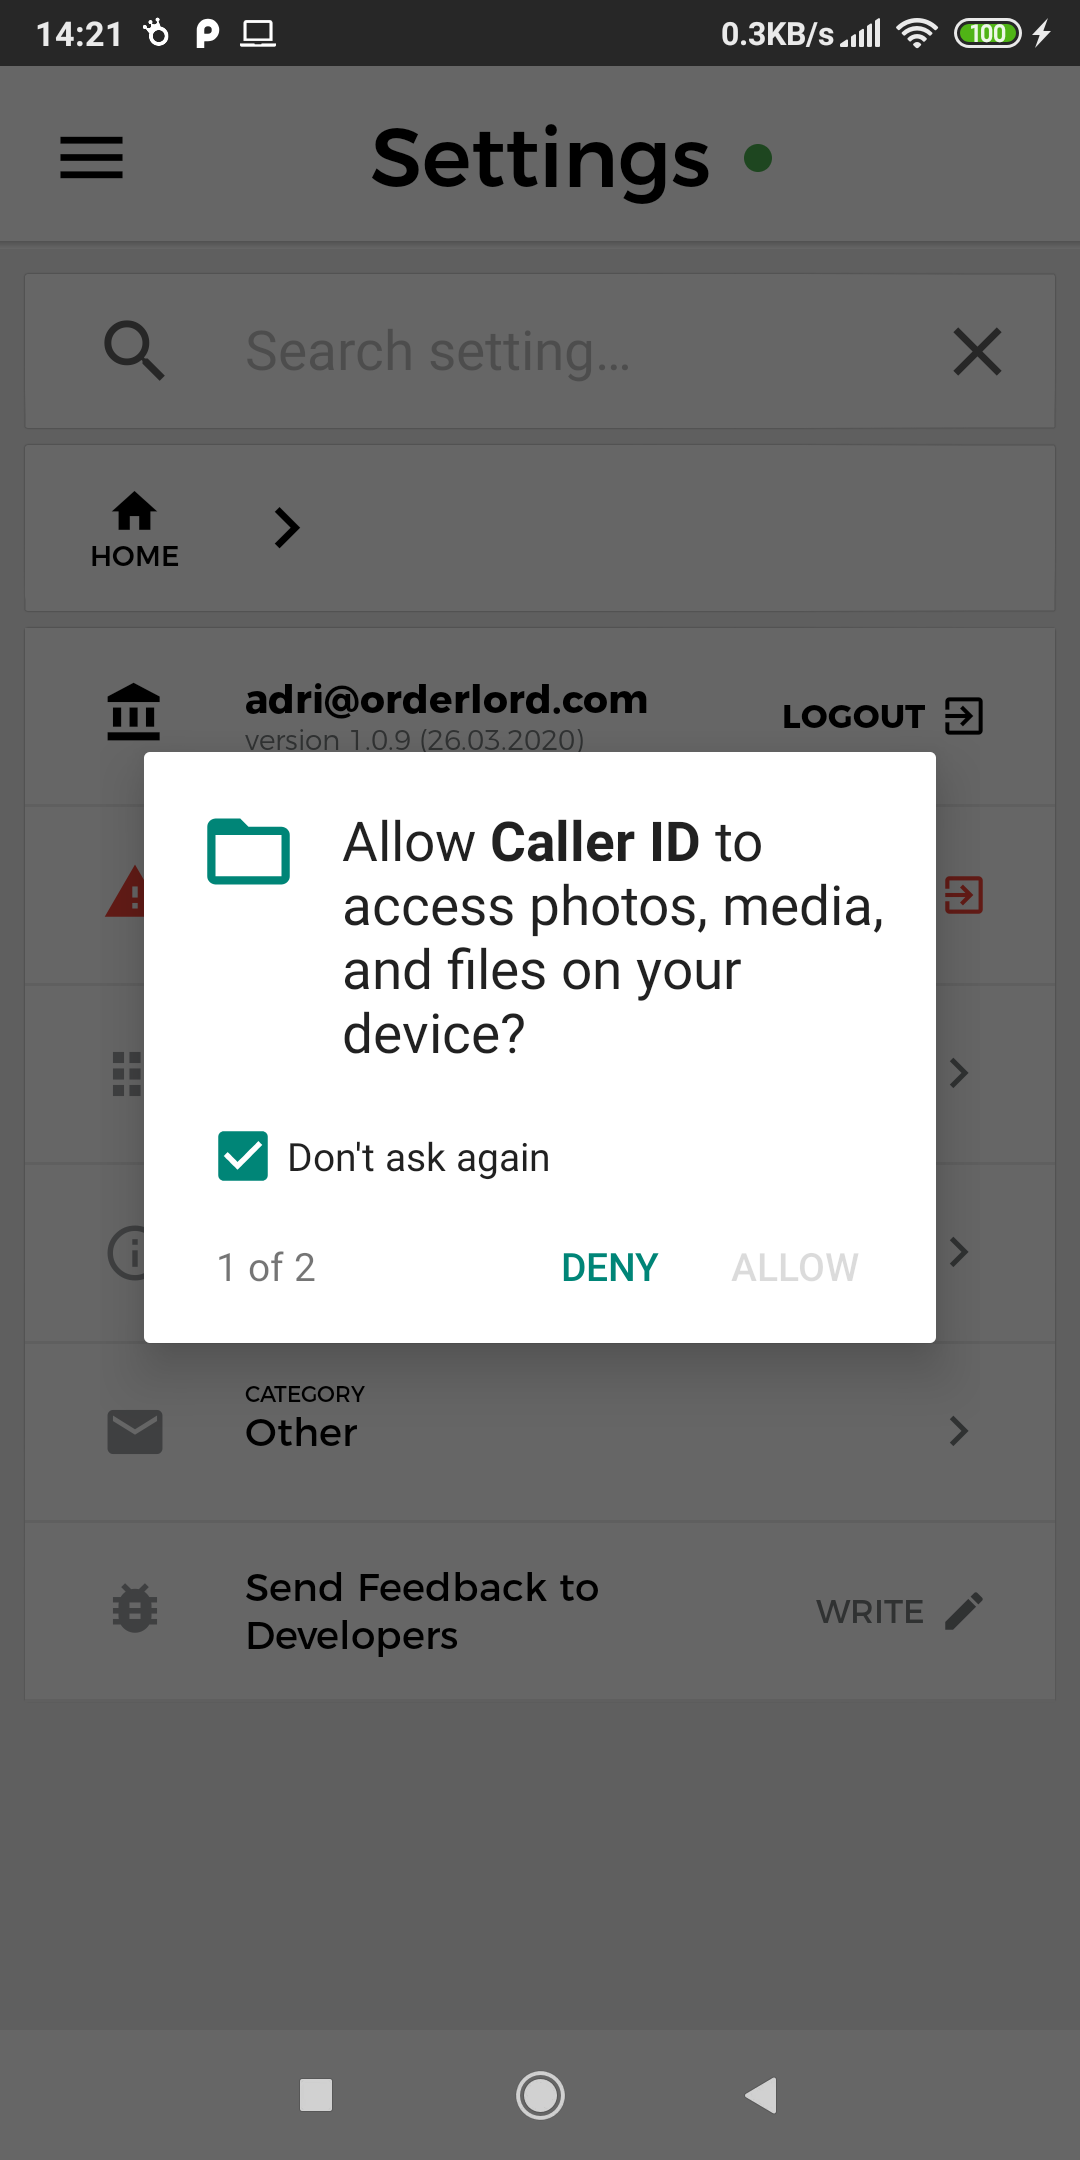 14:21
0.3KB/s
100
Settings
Search setting...
HOME
adri@orderlord.com
version 1.0.9 (26.03.2020)
LOGOUT
Allow Caller ID to
access photos, media,
and files on your
device?
Don't ask again
1 of 2
DENY
ALLOW
CATEGORY
Other
Send Feedback to
Developers
WRITE